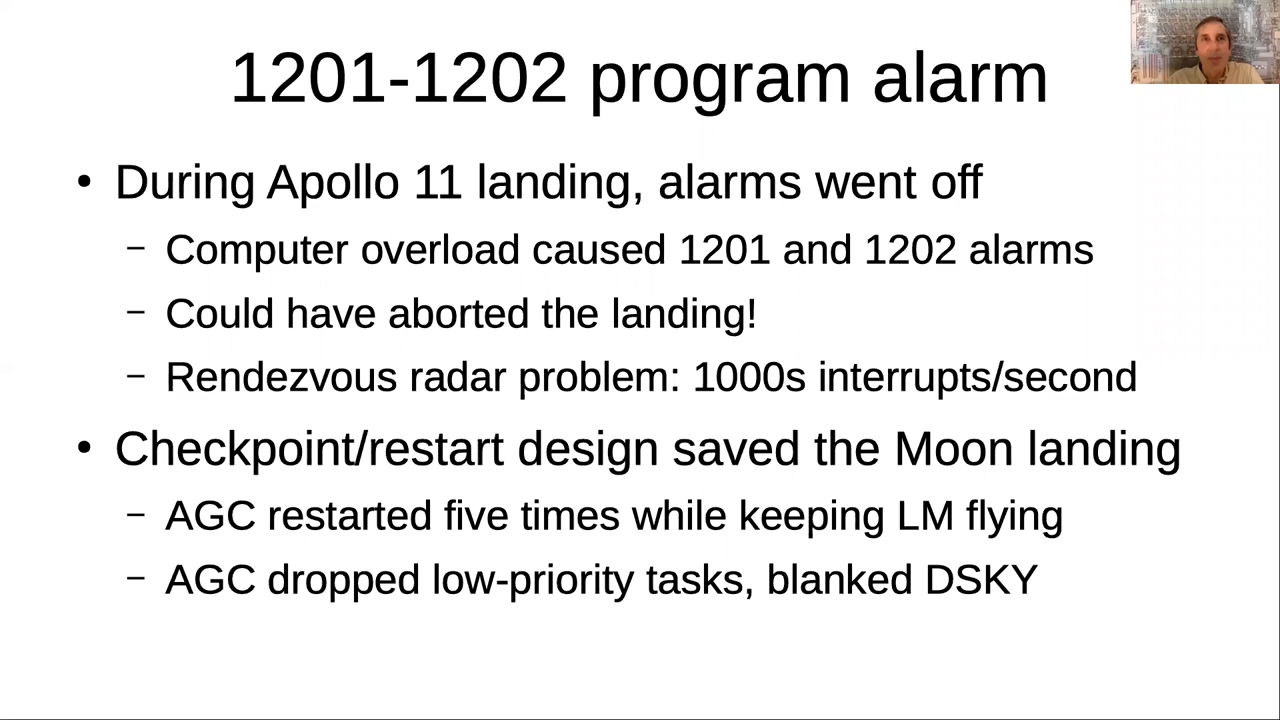 1201-1202 program alarm
• During Apollo 11 landing, alarms went off
– Computer overload caused 1201 and 1202 alarms
– Could have aborted the landing!
– Rendezvous radar problem: 1000s interrupts/second
• Checkpoint/restart design saved the Moon landing
– AGC restarted five times while keeping LM flying
– AGC dropped low-priority tasks, blanked DSKY